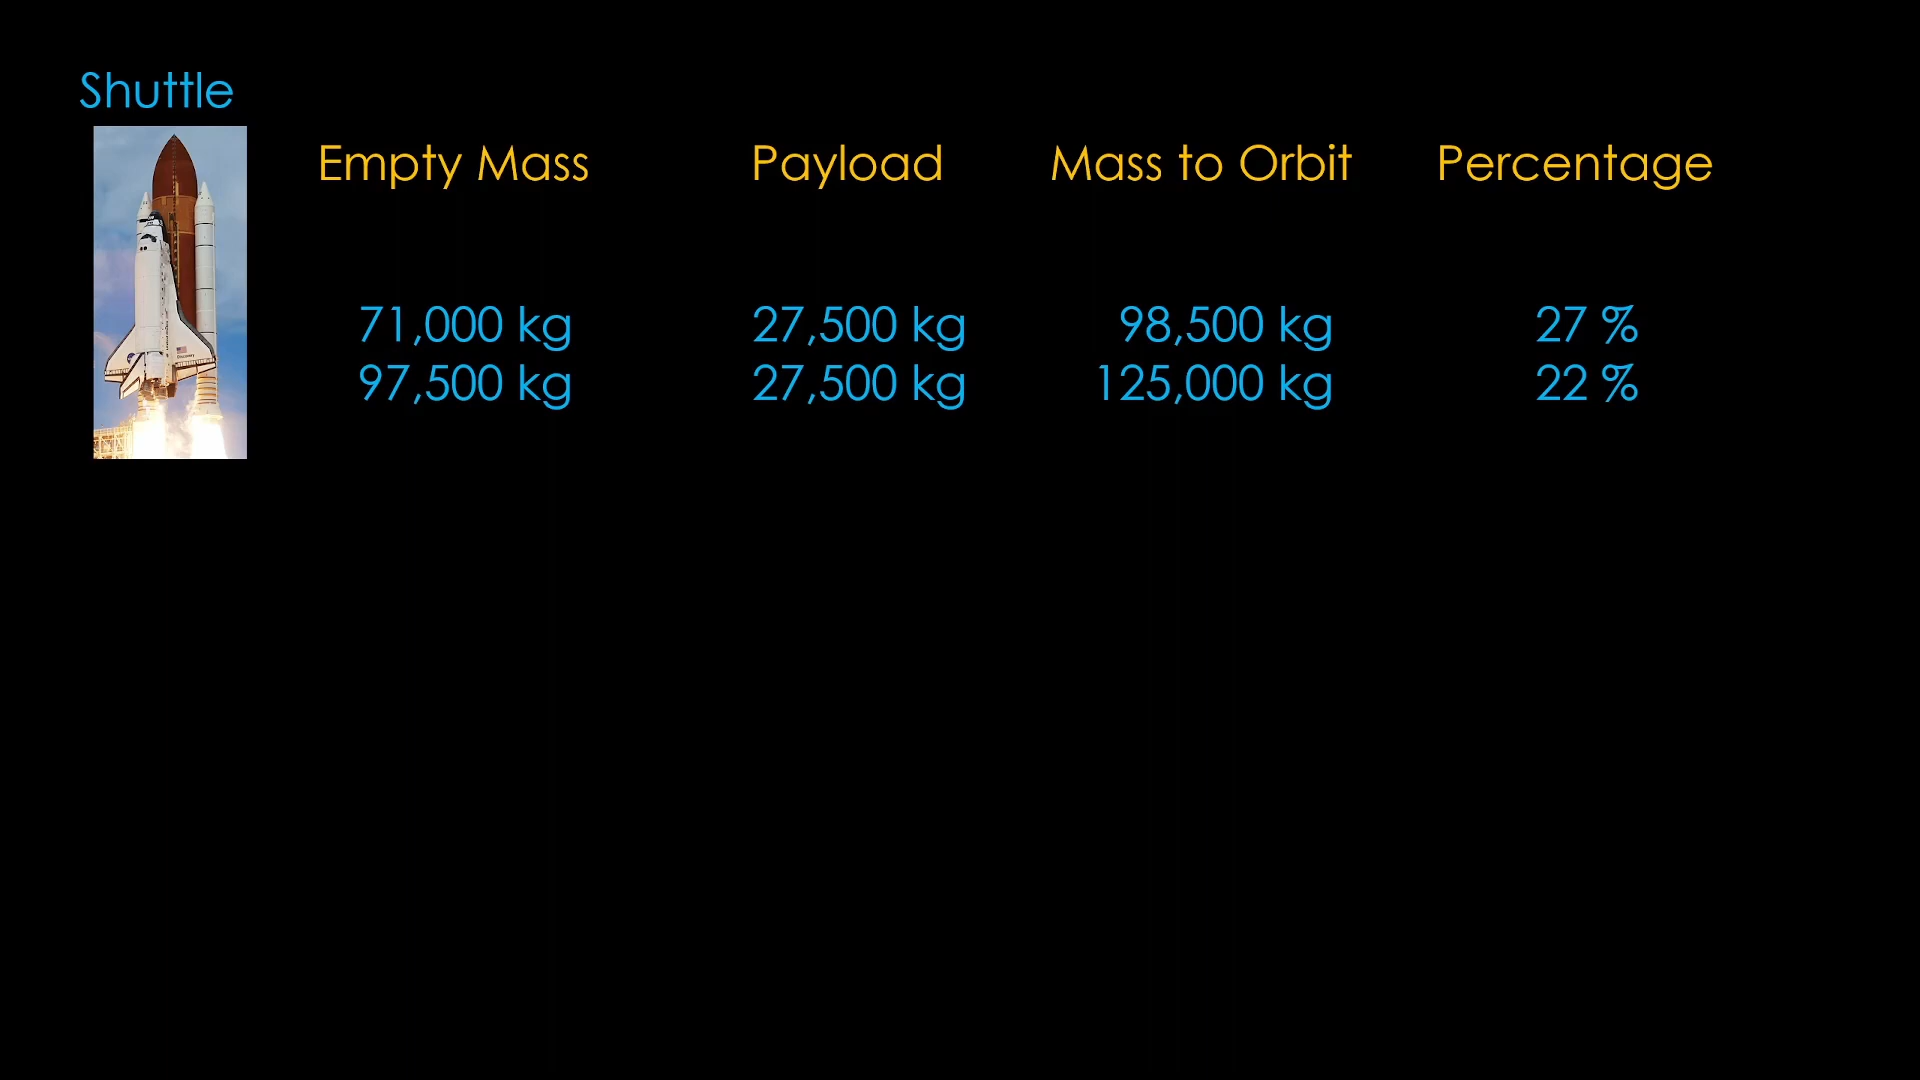 Shuttle
Empty Mass Payload Mass to Orbit Percentage
71,000 kg 27,500 kg 98,500 kg 27 %
97,500 kg 27,500 kg 125,000 kg 22 %